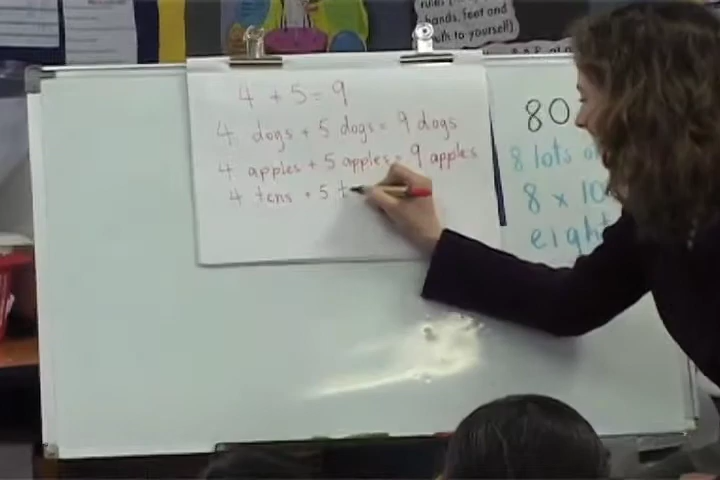 hands, feet and
mouth to yourself)
4 + 5 = 9
4 dogs + 5 dogs = 9 dogs
4 apples + 5 apples = 9 apples
4 tens + 5 t
80
8 lots
8 x 10
eight